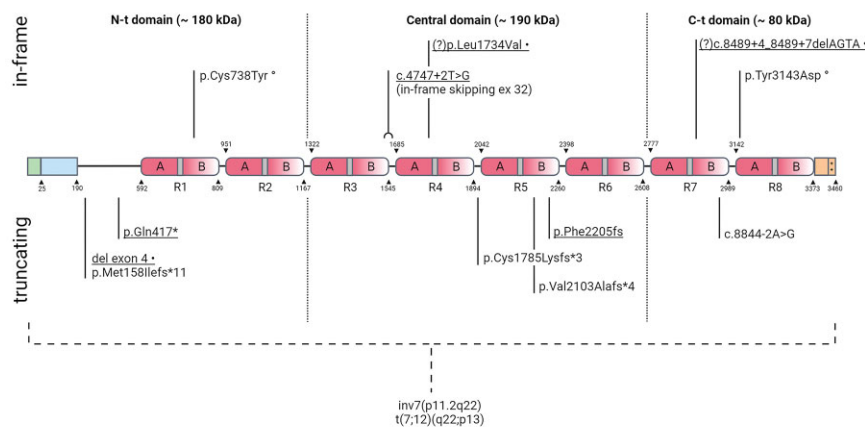 N-t domain (~ 180 kDa) Central domain (~ 190 kDa) C-t domain (~ 80 kDa)
in-frame
(?)p.Leu1734Val • (?)c.8489+4_8489+7delAGTA •
p.Cys738Tyr ° c.4747+2T>G p.Tyr3143Asp °
(in-frame skipping ex 32)
951 1322 1685 2042 2398 2777 3142
A B A B A B A B A B A B A B A B
25 190 592 R1 809 R2 1167 R3 1545 R4 1894 R5 2260 R6 2608 R7 2989 R8 3373 3460
truncating
p.Gln417* p.Phe2205fs c.8844-2A>G
del exon 4 • p.Cys1785Lysfs*3
p.Met158Ilefs*11
p.Val2103Alafs*4
inv7(p11.2q22)
t(7;12)(q22;p13)